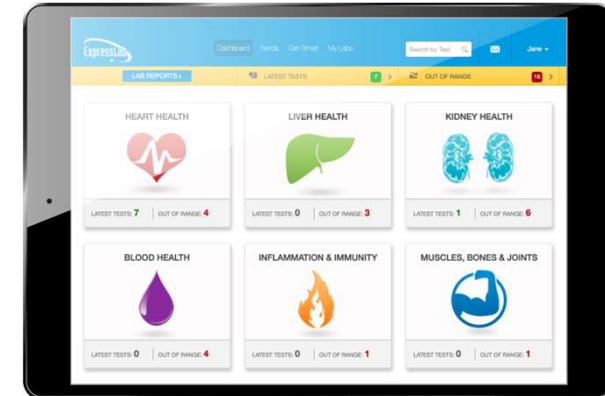 ExpressLab
Dashboard Trends Get Smart My Labs Search by Test Jane
LAB REPORTS LATEST TESTS 7 > OUT OF RANGE 16 >
HEART HEALTH
LATEST TESTS: 7 OUT OF RANGE: 4
LIVER HEALTH
LATEST TESTS: 0 OUT OF RANGE: 3
KIDNEY HEALTH
LATEST TESTS: 1 OUT OF RANGE: 6
BLOOD HEALTH
LATEST TESTS: 0 OUT OF RANGE: 4
INFLAMMATION & IMMUNITY
LATEST TESTS: 0 OUT OF RANGE: 1
MUSCLES, BONES & JOINTS
LATEST TESTS: 0 OUT OF RANGE: 1